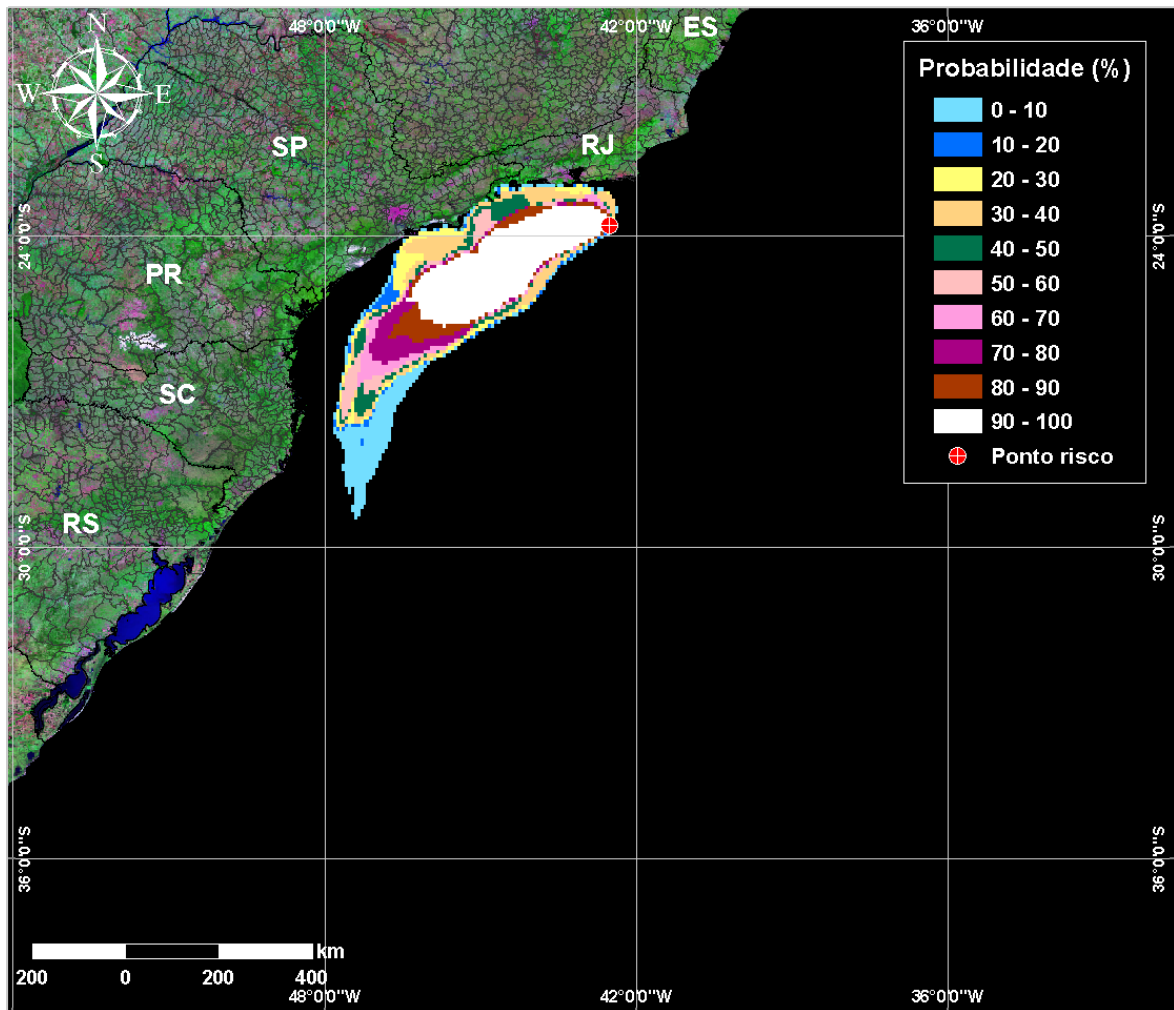 48°0'0"W
42°0'0"W
36°0'0"W
ES
N
W
E
S
SP
RJ
PR
SC
RS
24°0'0"S
24°0'0"S
30°0'0"S
30°0'0"S
36°0'0"S
36°0'0"S
Probabilidade (%)
0 - 10
10 - 20
20 - 30
30 - 40
40 - 50
50 - 60
60 - 70
70 - 80
80 - 90
90 - 100
Ponto risco
km
200 0 200 400
48°0'0"W
42°0'0"W
36°0'0"W